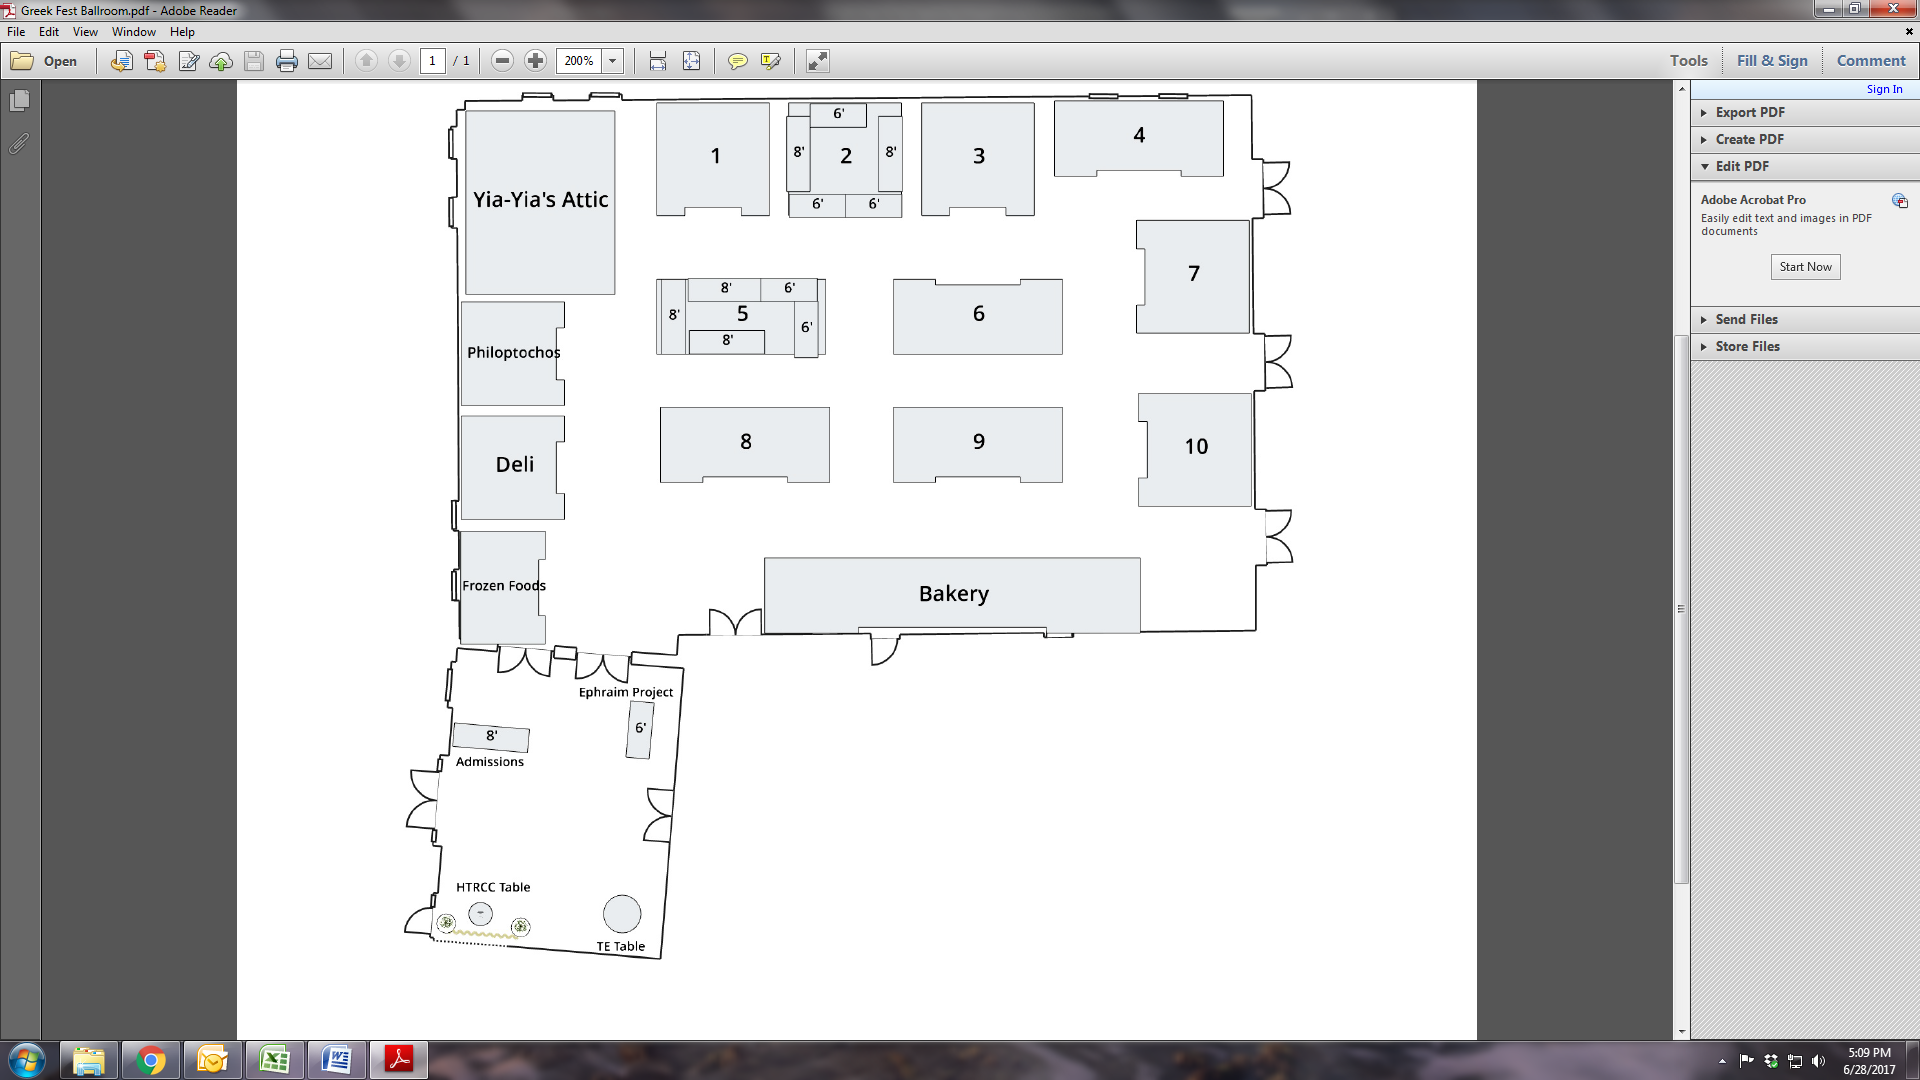 Greek Fest Ballroom.pdf - Adobe Reader
File Edit View Window Help
Open 1 / 1 200% Tools Fill & Sign Comment
Sign In
Export PDF
Create PDF
Edit PDF
Adobe Acrobat Pro
Easily edit text and images in PDF
documents
Start Now
Send Files
Store Files
Yia-Yia's Attic
1
6'
8' 2 8'
6' 6'
3
4
7
8' 6'
8' 5 6'
8'
6
Philoptochos
8
9
10
Deli
Frozen Foods
Bakery
Ephraim Project
6'
8'
Admissions
HTRCC Table
TE Table
5:09 PM
6/28/2017